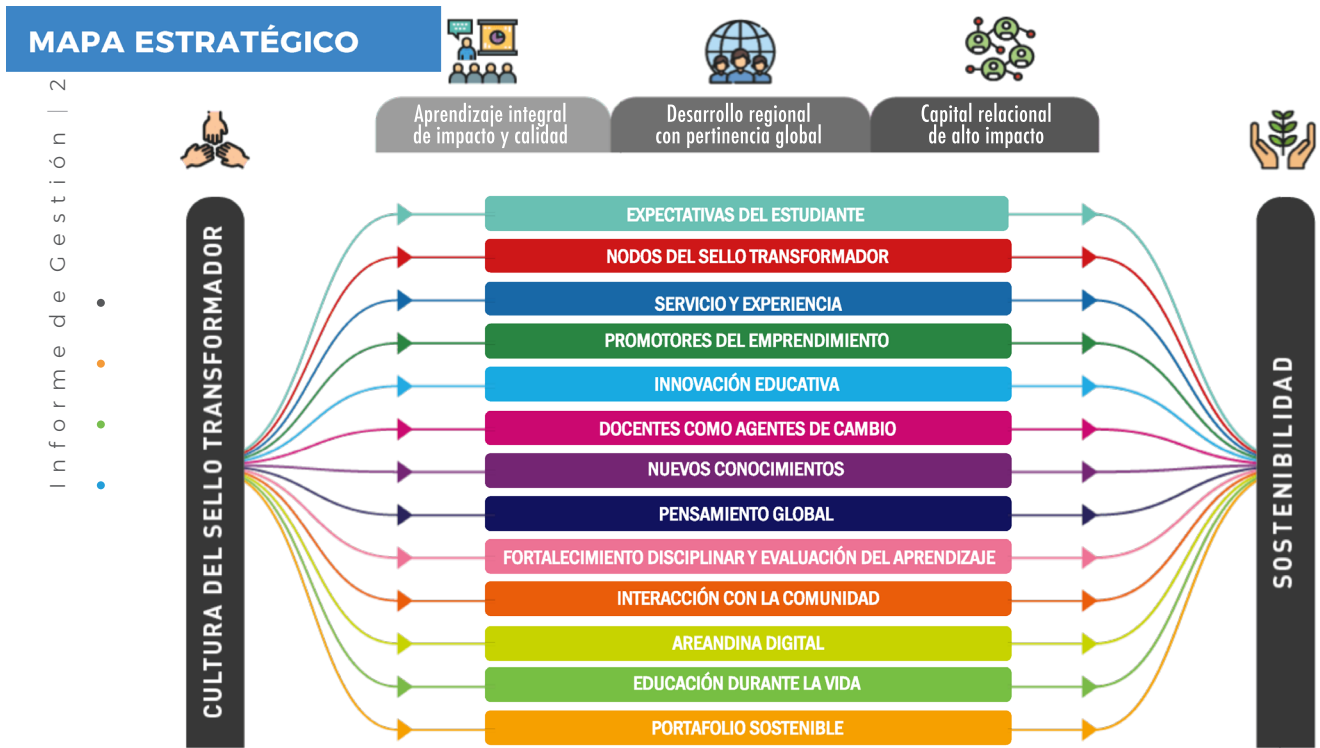 MAPA ESTRATÉGICO
Informe de Gestión | 2
Aprendizaje integral
de impacto y calidad
Desarrollo regional
con pertinencia global
Capital relacional
de alto impacto
CULTURA DEL SELLO TRANSFORMADOR
EXPECTATIVAS DEL ESTUDIANTE
NODOS DEL SELLO TRANSFORMADOR
SERVICIO Y EXPERIENCIA
PROMOTORES DEL EMPRENDIMIENTO
INNOVACIÓN EDUCATIVA
DOCENTES COMO AGENTES DE CAMBIO
NUEVOS CONOCIMIENTOS
PENSAMIENTO GLOBAL
FORTALECIMIENTO DISCIPLINAR Y EVALUACIÓN DEL APRENDIZAJE
INTERACCIÓN CON LA COMUNIDAD
AREANDINA DIGITAL
EDUCACIÓN DURANTE LA VIDA
PORTAFOLIO SOSTENIBLE
SOSTENIBILIDAD